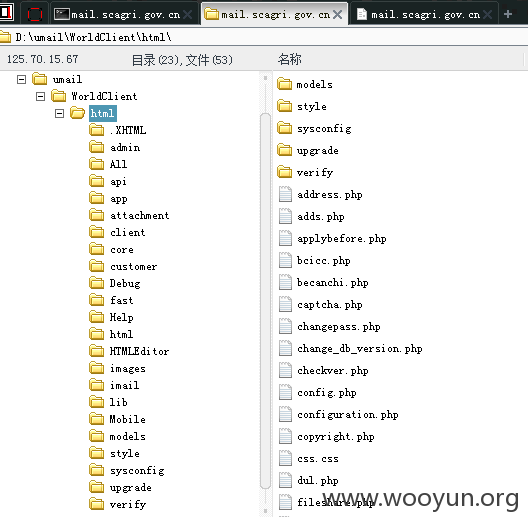 mail.scagri.gov.cn mail.scagri.gov.cn mail.scagri.gov.cn
D:\umail\WorldClient\html\
125.70.15.67 目录(23),文件(53) 名称
umail
WorldClient
html
.XHTML
admin
All
api
app
attachment
client
core
customer
Debug
fast
Help
html
HTMLEditor
images
imail
lib
Mobile
models
style
sysconfig
upgrade
verify
models
style
sysconfig
upgrade
verify
address.php
adds.php
applybefore.php
bcicc.php
becanchi.php
captcha.php
changepass.php
change_db_version.php
checkver.php
config.php
configuration.php
copyright.php
css.css
dul.php
fileshare.php
www.wooyun.org